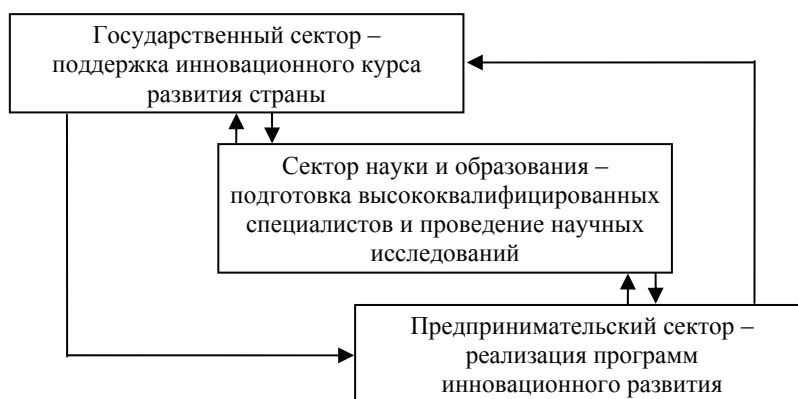 Государственный сектор –
поддержка инновационного курса
развития страны
Сектор науки и образования –
подготовка высококвалифицированных
специалистов и проведение научных
исследований
Предпринимательский сектор –
реализация программ
инновационного развития